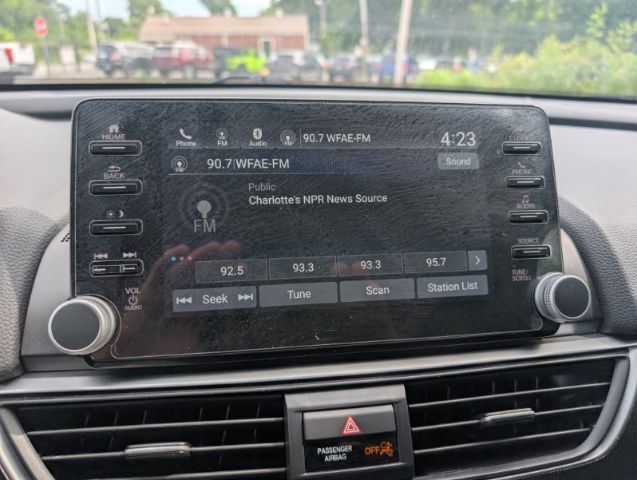 HOME
BACK
VOL
AUDIO
Phone FM Audio 90.7 WFAE-FM 4:23
90.7 WFAE-FM Sound
Public
Charlotte's NPR News Source
FM
92.5 93.3 93.3 95.7
Seek Tune Scan Station List
PHONE
AUDIO
SOURCE
TUNE/
SCROLL
PASSENGER
AIRBAG OFF